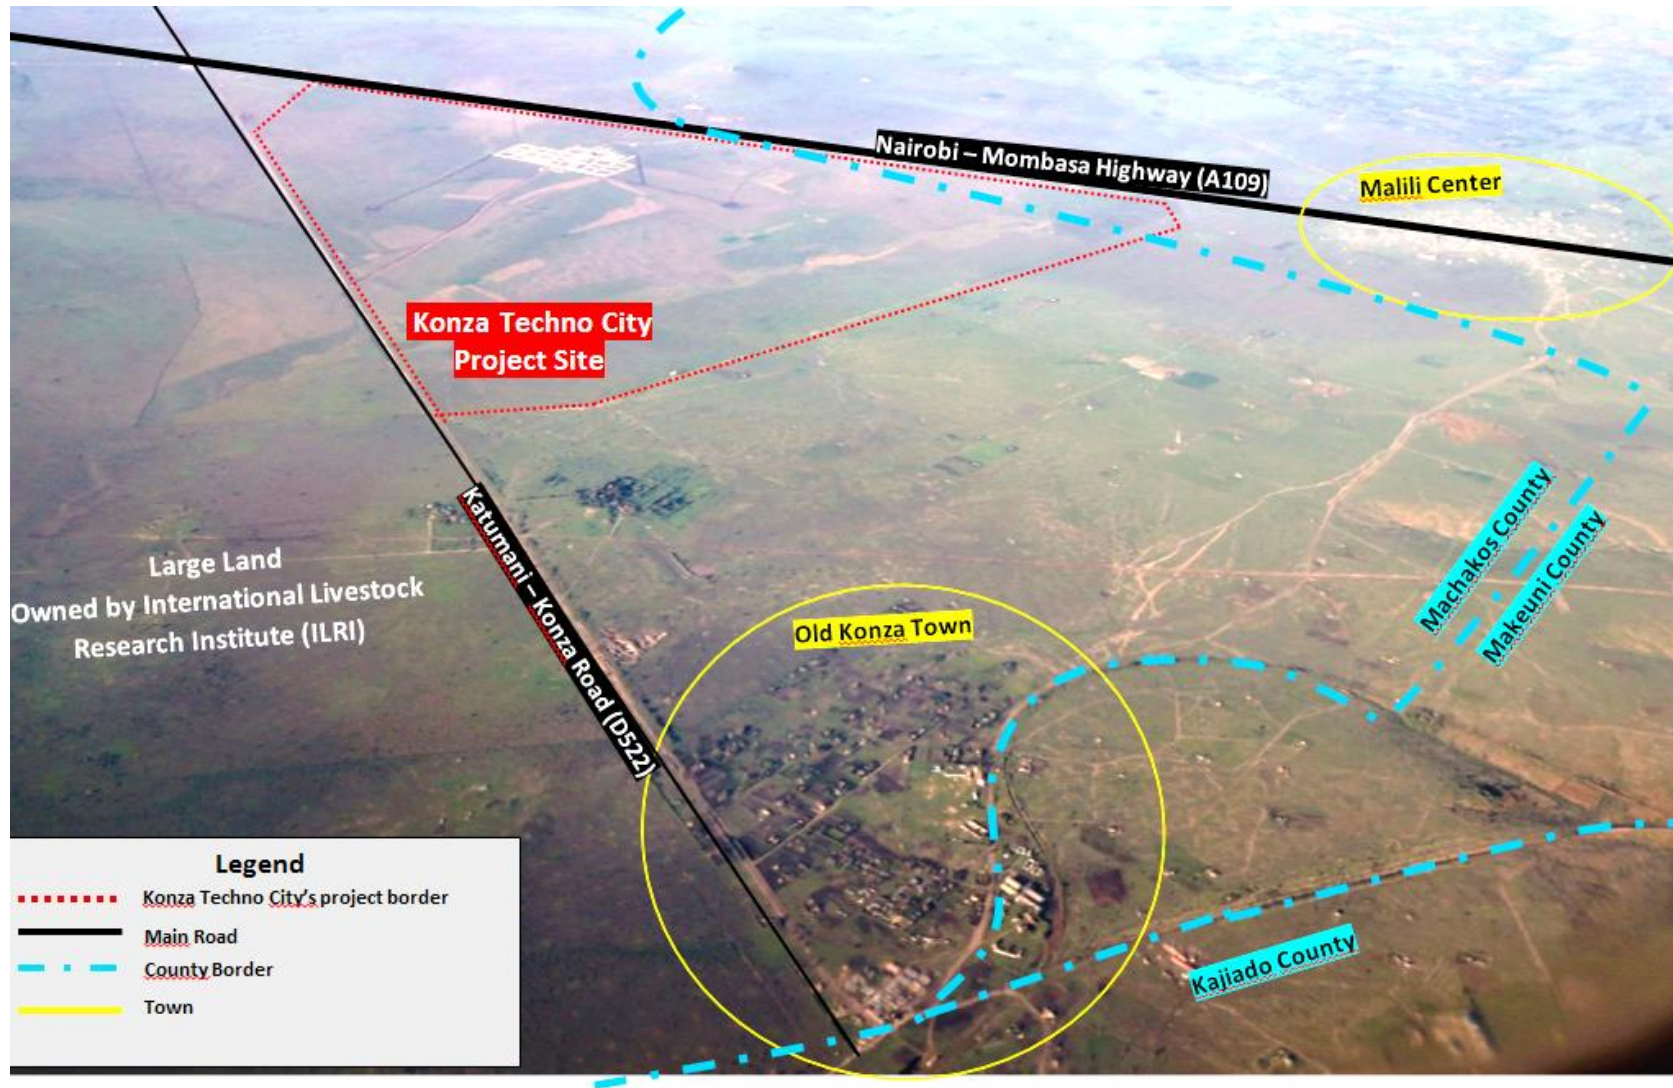 Nairobi – Mombasa Highway (A109)
Malili Center
Konza Techno City
Project Site
Katumani – Konza Road (D522)
Machakos County
Makeuni County
Large Land
Owned by International Livestock
Research Institute (ILRI)
Old Konza Town
Kajiado County
Legend
Konza Techno City's project border
Main Road
County Border
Town